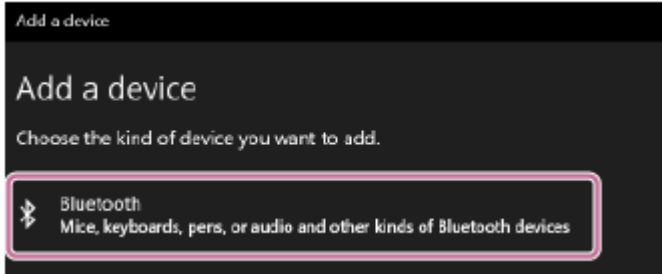 Add a device
Add a device
Choose the kind of device you want to add.
Bluetooth
Mice, keyboards, pens, or audio and other kinds of Bluetooth devices